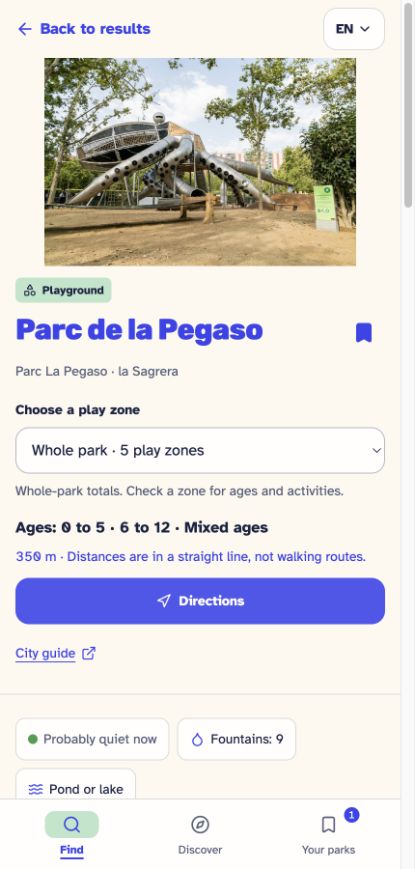 Back to results
EN
Playground
Parc de la Pegaso
Parc La Pegaso · la Sagrera
Choose a play zone
Whole park · 5 play zones
Whole-park totals. Check a zone for ages and activities.
Ages: 0 to 5 · 6 to 12 · Mixed ages
350 m · Distances are in a straight line, not walking routes.
Directions
City guide
Probably quiet now
Fountains: 9
Pond or lake
1
Find
Discover
Your parks